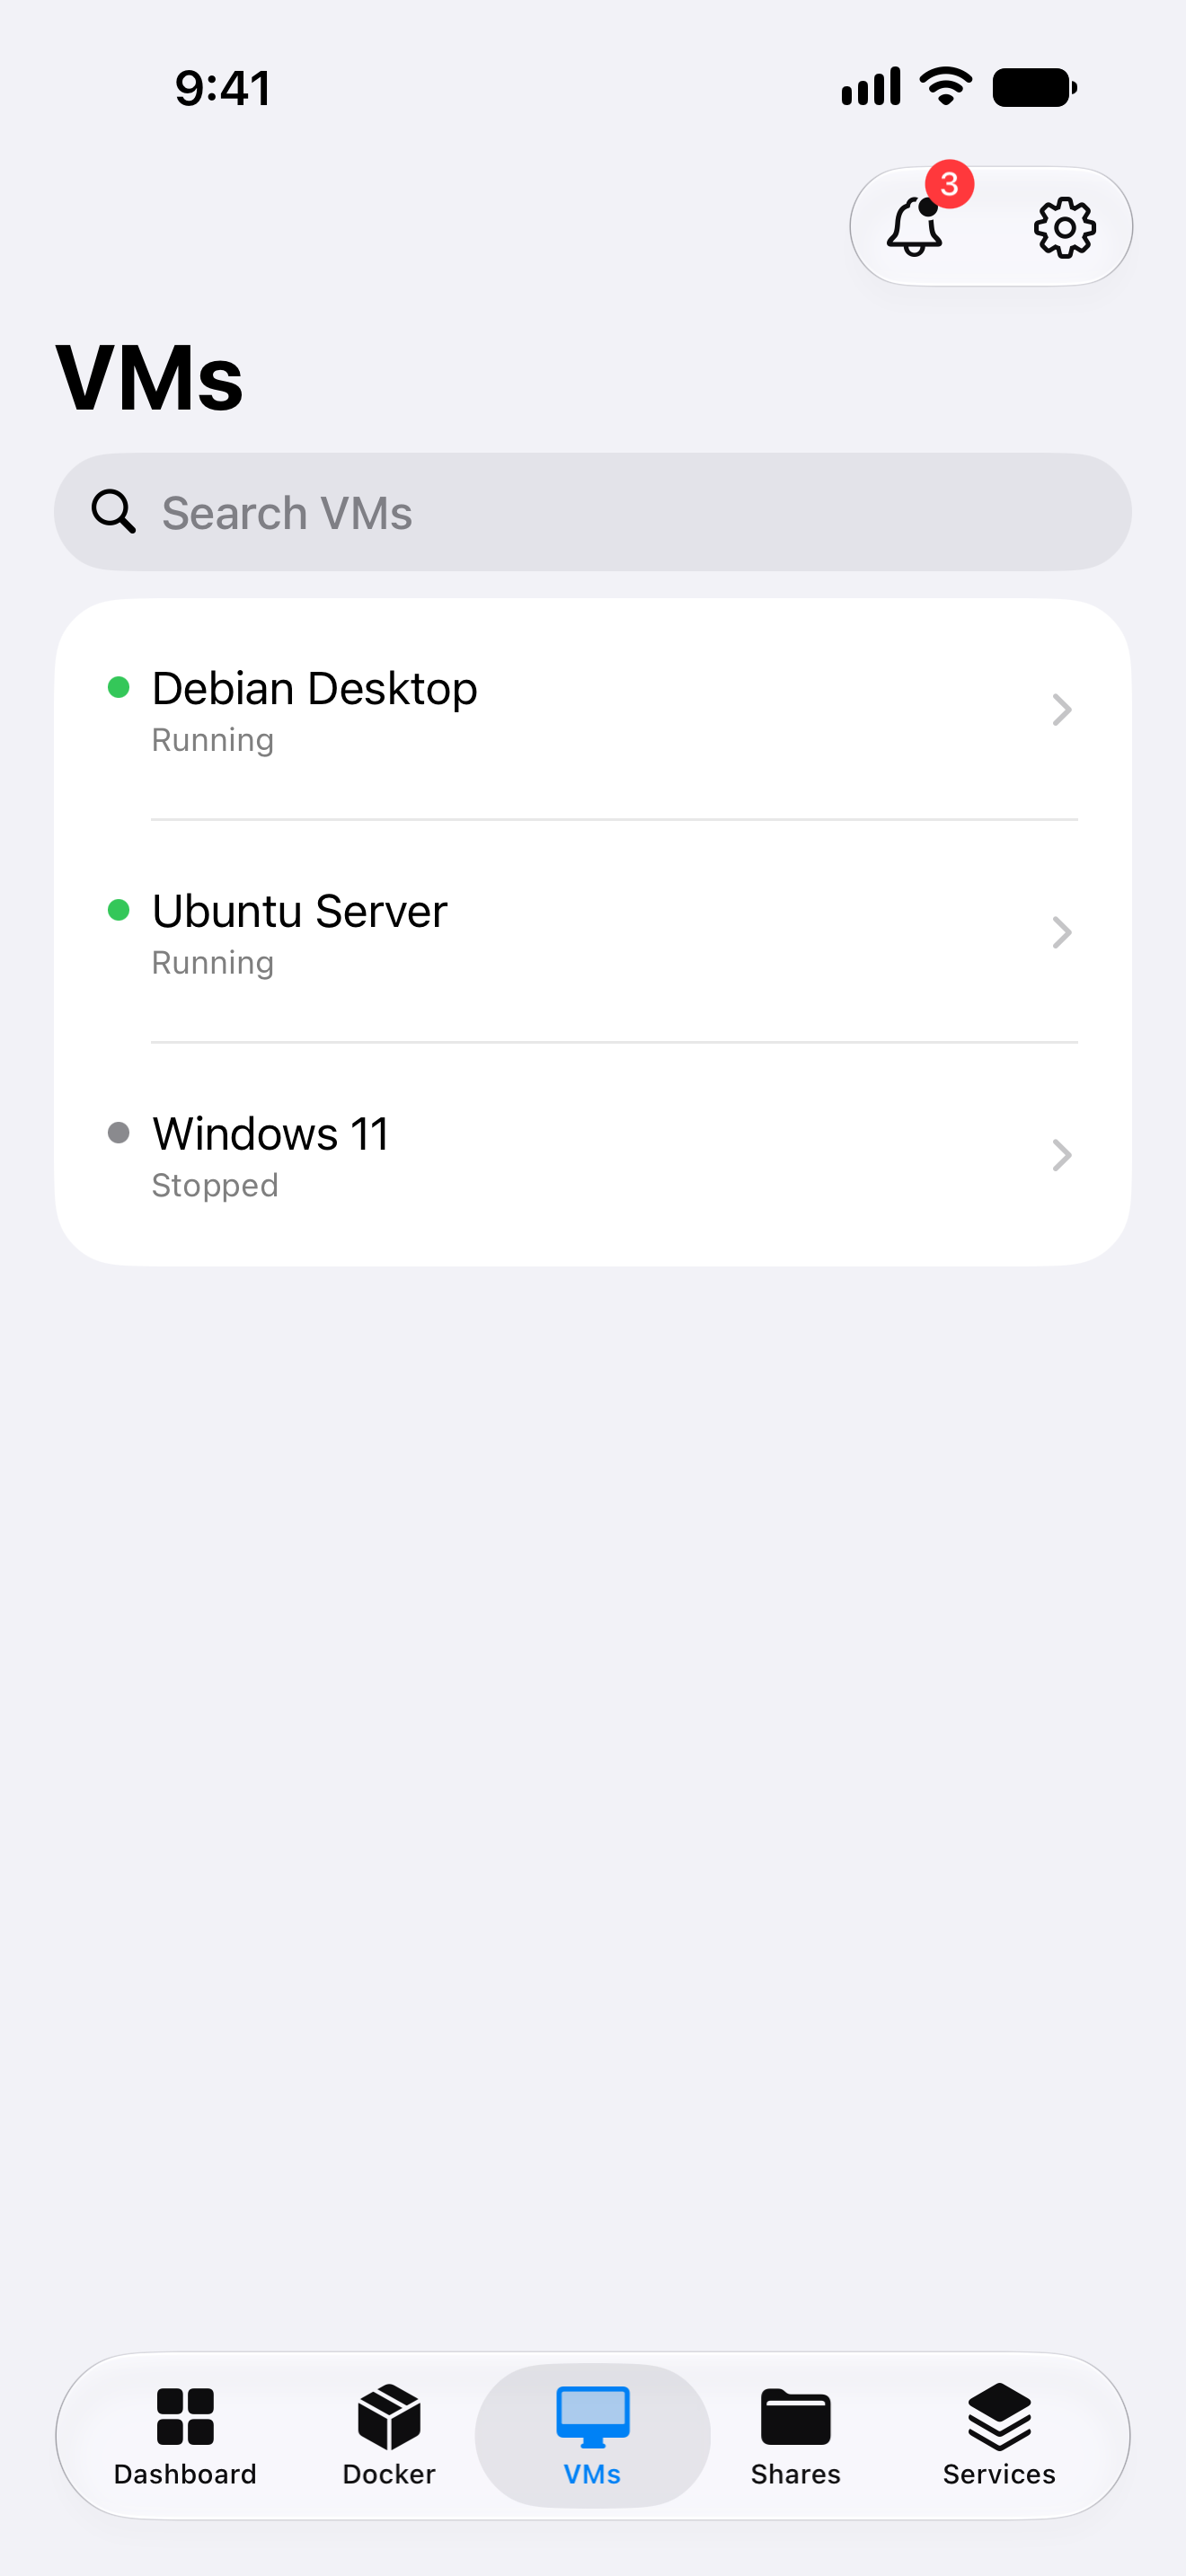 9:41
3
VMs
Search VMs
Debian Desktop
Running
Ubuntu Server
Running
Windows 11
Stopped
Dashboard
Docker
VMs
Shares
Services